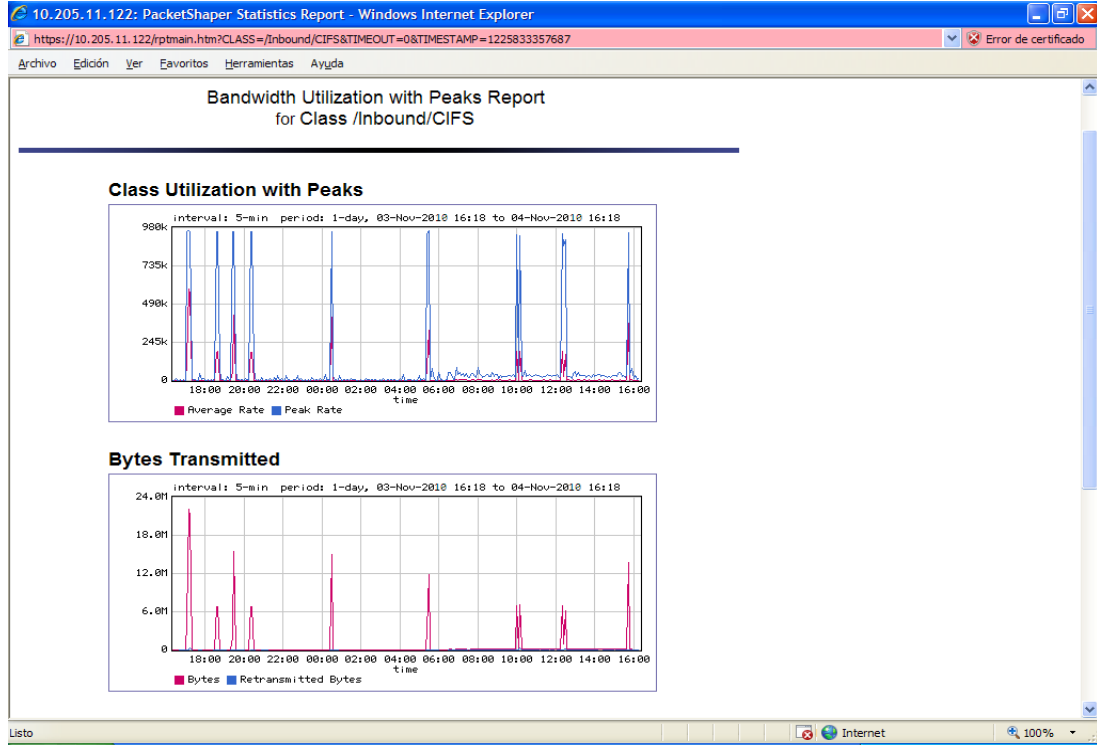 10.205.11.122: PacketShaper Statistics Report - Windows Internet Explorer
https://10.205.11.122/rptmain.htm?CLASS=/Inbound/CIFS&TIMEOUT=0&TIMESTAMP=1225833357687 Error de certificado
Archivo Edición Ver Favoritos Herramientas Ayuda
Bandwidth Utilization with Peaks Report
for Class /Inbound/CIFS
Class Utilization with Peaks
interval: 5-min period: 1-day, 03-Nov-2010 16:18 to 04-Nov-2010 16:18
980k
735k
490k
245k
0
18:00 20:00 22:00 00:00 02:00 04:00 06:00 08:00 10:00 12:00 14:00 16:00
time
Average Rate Peak Rate
Bytes Transmitted
interval: 5-min period: 1-day, 03-Nov-2010 16:18 to 04-Nov-2010 16:18
24.0M
18.0M
12.0M
6.0M
0
18:00 20:00 22:00 00:00 02:00 04:00 06:00 08:00 10:00 12:00 14:00 16:00
time
Bytes Retransmitted Bytes
Listo Internet 100%